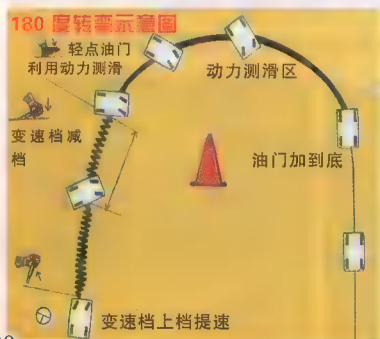 180 度转弯示意图
轻点油门
利用动力测滑
动力测滑区
变速档减
档
油门加到底
变速档上档提速